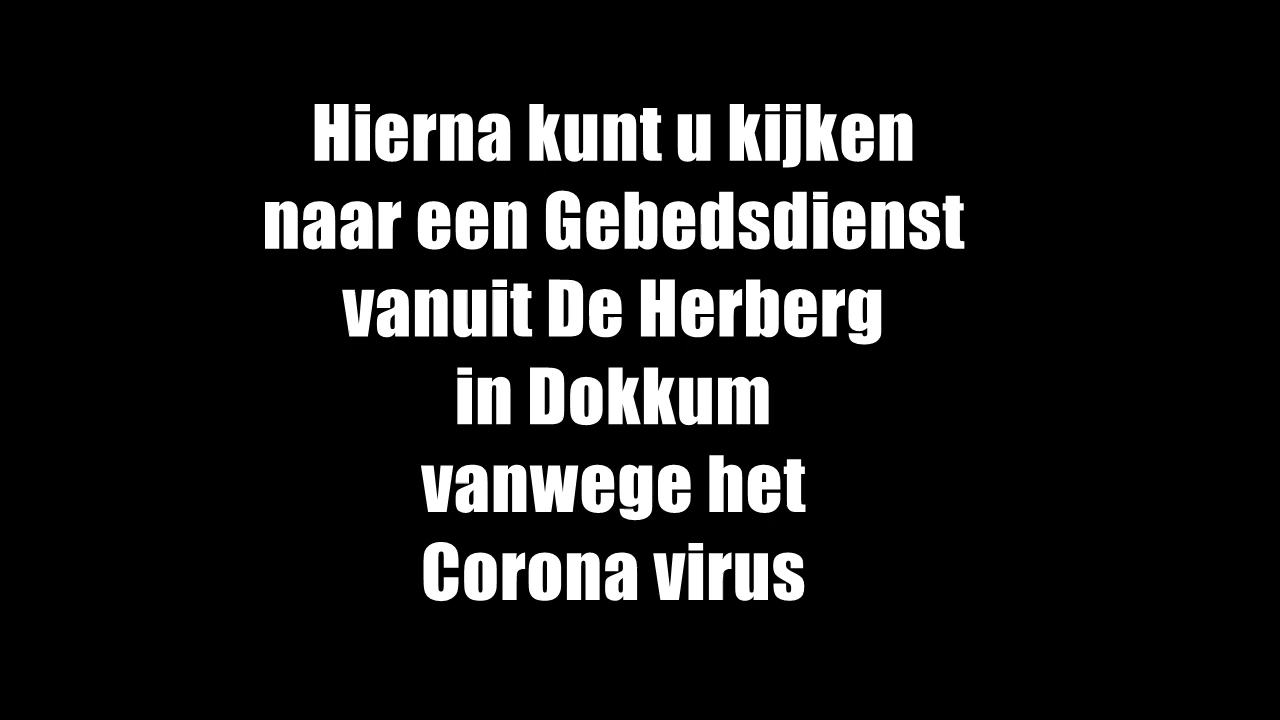 Hierna kunt u kijken
naar een Gebedsdienst
vanuit De Herberg
in Dokkum
vanwege het
Corona virus